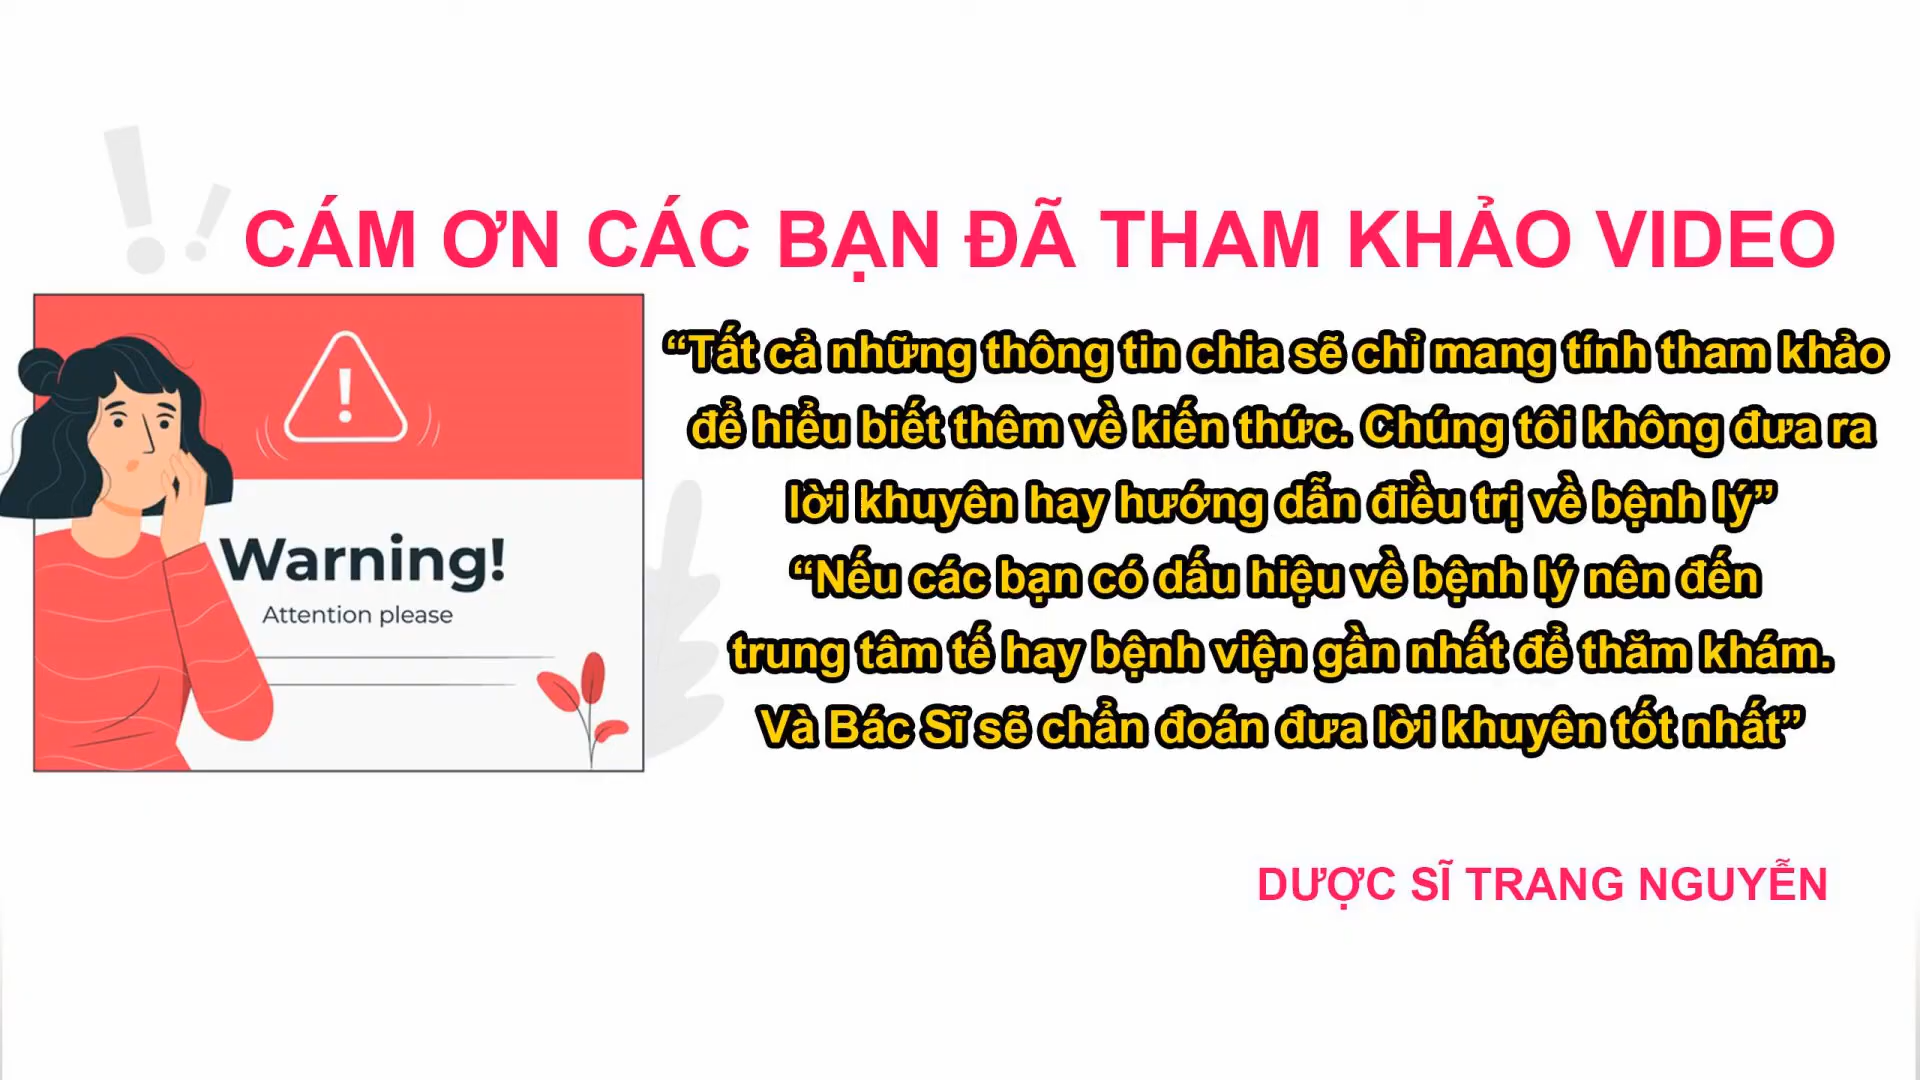 CÁM ƠN CÁC BẠN ĐÃ THAM KHẢO VIDEO
“Tất cả những thông tin chia sẽ chỉ mang tính tham khảo
để hiểu biết thêm về kiến thức. Chúng tôi không đưa ra
lời khuyên hay hướng dẫn điều trị về bệnh lý”
“Nếu các bạn có dấu hiệu về bệnh lý nên đến
trung tâm tế hay bệnh viện gần nhất để thăm khám.
Và Bác Sĩ sẽ chẩn đoán đưa lời khuyên tốt nhất”
Warning!
Attention please
DƯỢC SĨ TRANG NGUYỄN